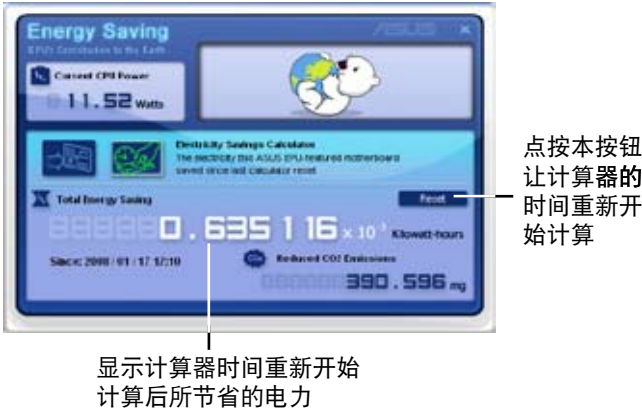 Energy Saving
EPU: Contribution to the Earth
ASUS
Current CPU Power
11.52 Watts
Electricity Savings Calculator
The electricity this ASUS EPU-featured motherboard
saved since last calculator reset
Total Energy Saving
Reset
0.635116 × 10⁻³ Kilowatt-hours
Since: 2008 / 01 / 17 17:10
Reduced CO2 Emissions
390.596 mg
点按本按钮
让计算器的
时间重新开
始计算
显示计算器时间重新开始
计算后所节省的电力